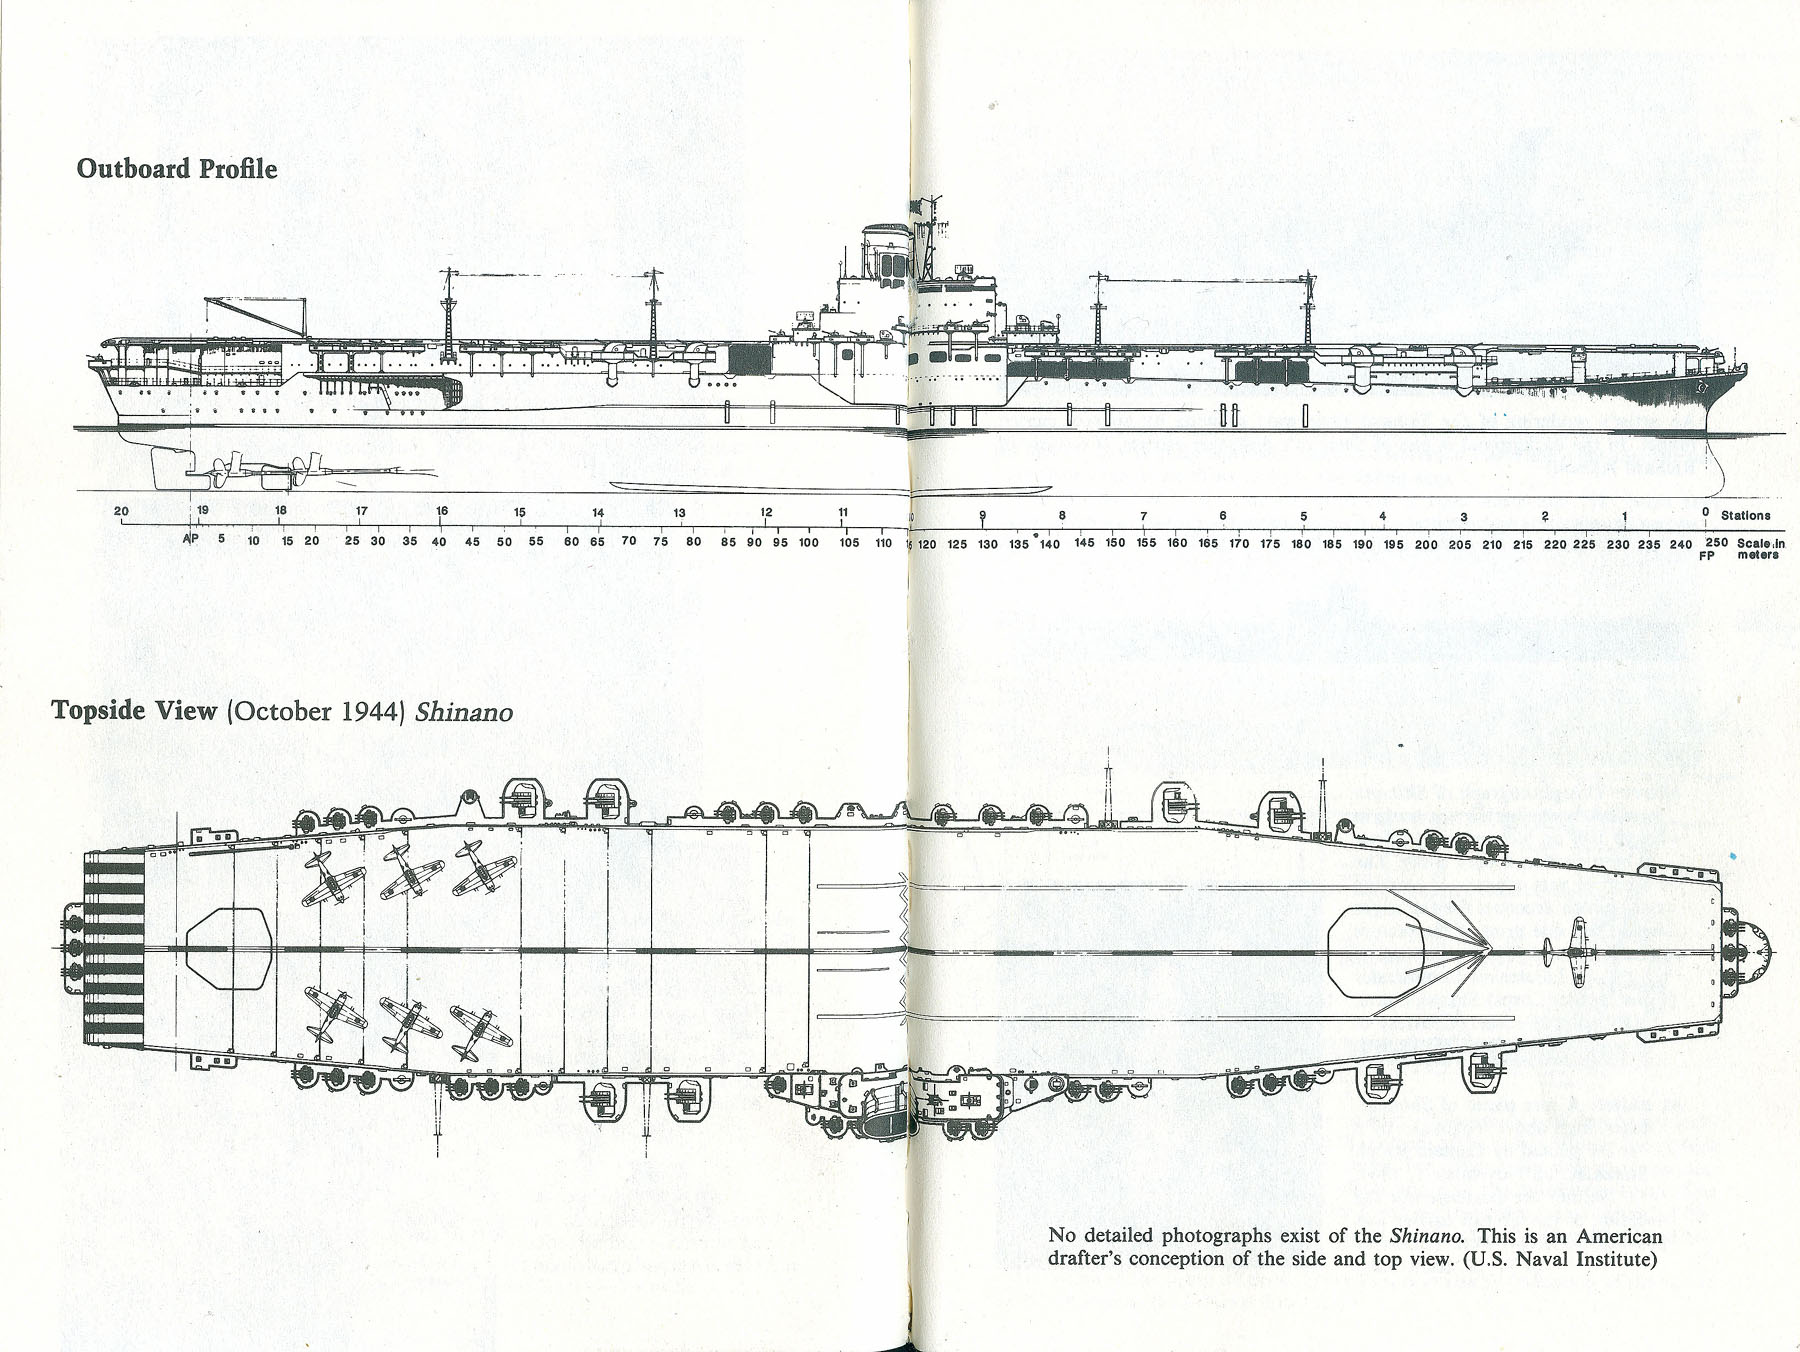 Outboard Profile
20 19 18 17 16 15 14 13 12 11 9 8 7 6 5 4 3 2 1 0 Stations
AP 5 10 15 20 25 30 35 40 45 50 55 60 65 70 75 80 85 90 95 100 105 110 120 125 130 135 140 145 150 155 160 165 170 175 180 185 190 195 200 205 210 215 220 225 230 235 240 250 Scale in
FP meters
Topside View (October 1944) Shinano
No detailed photographs exist of the Shinano. This is an American
drafter's conception of the side and top view. (U.S. Naval Institute)